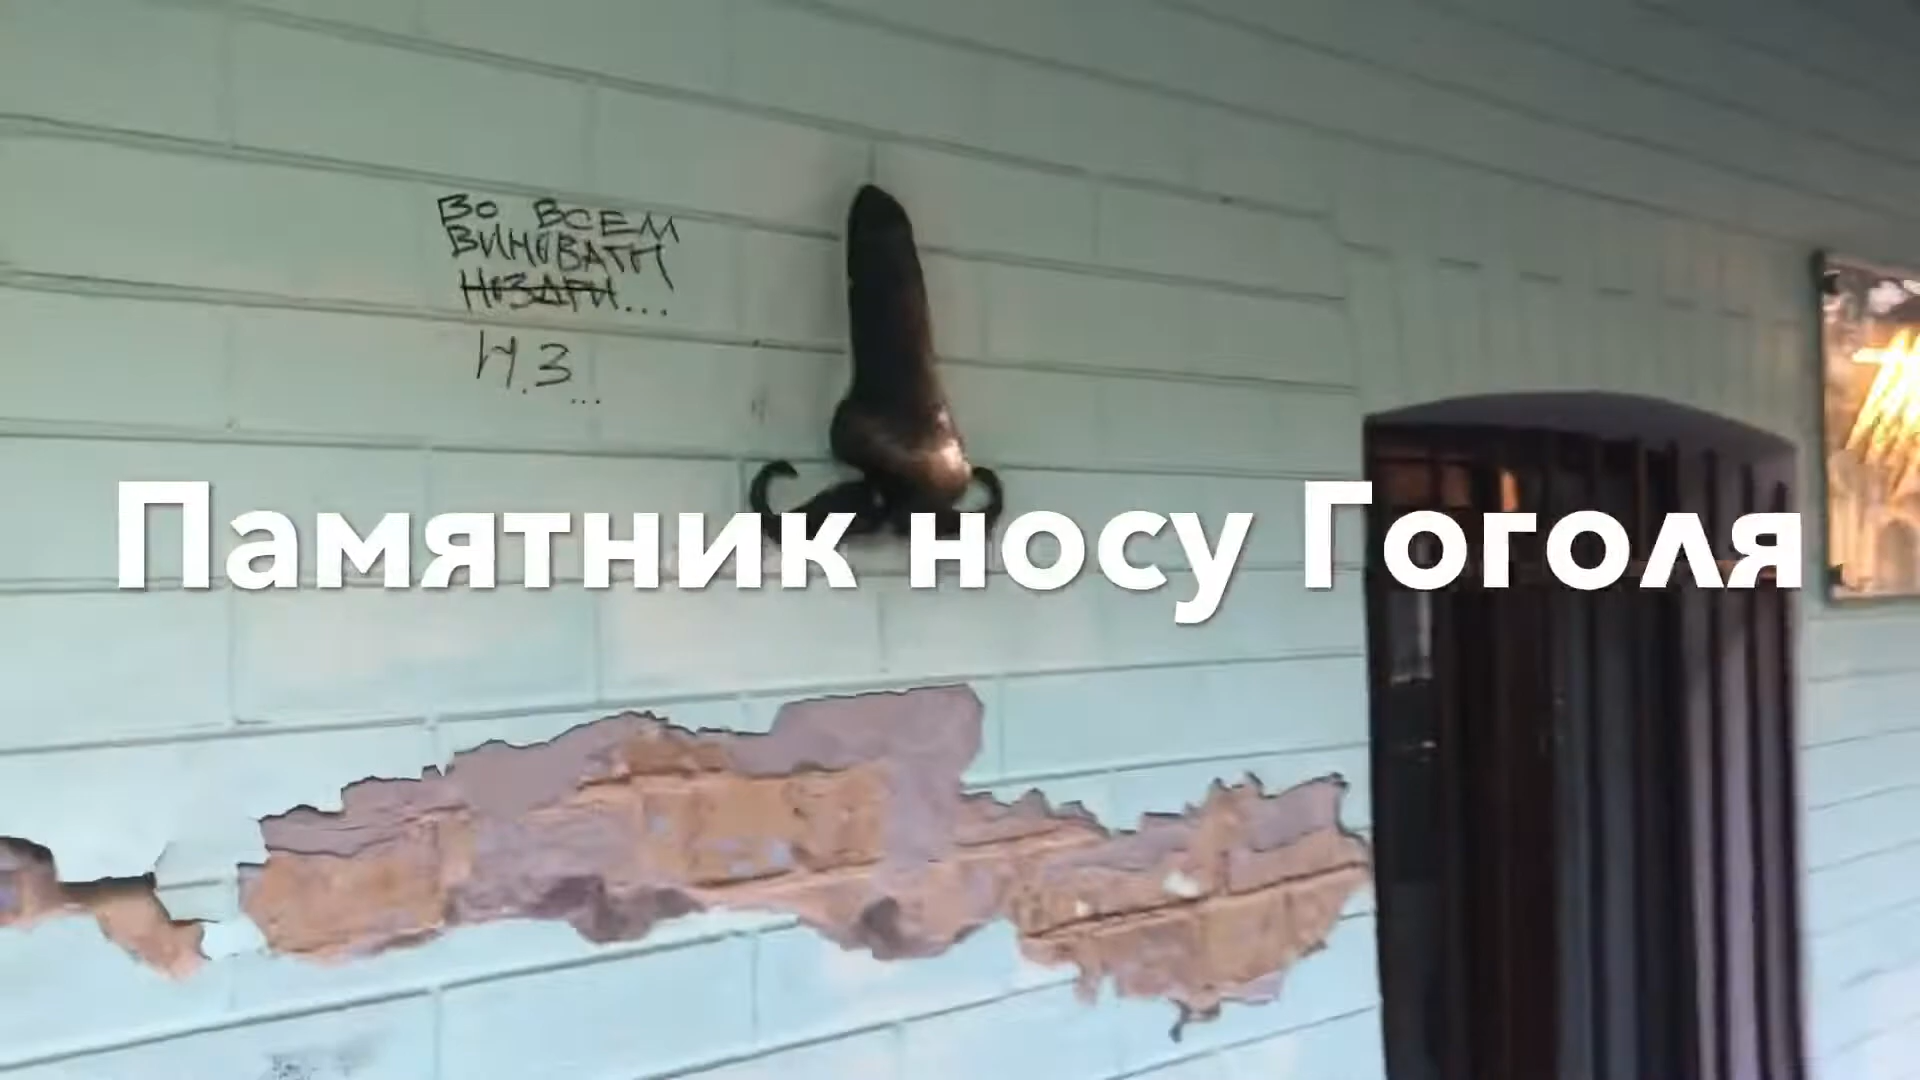 ВО ВСЕМ
ВИНОВАТЫ
НОЗДРИ...
Н.З...
Памятник носу Гоголя